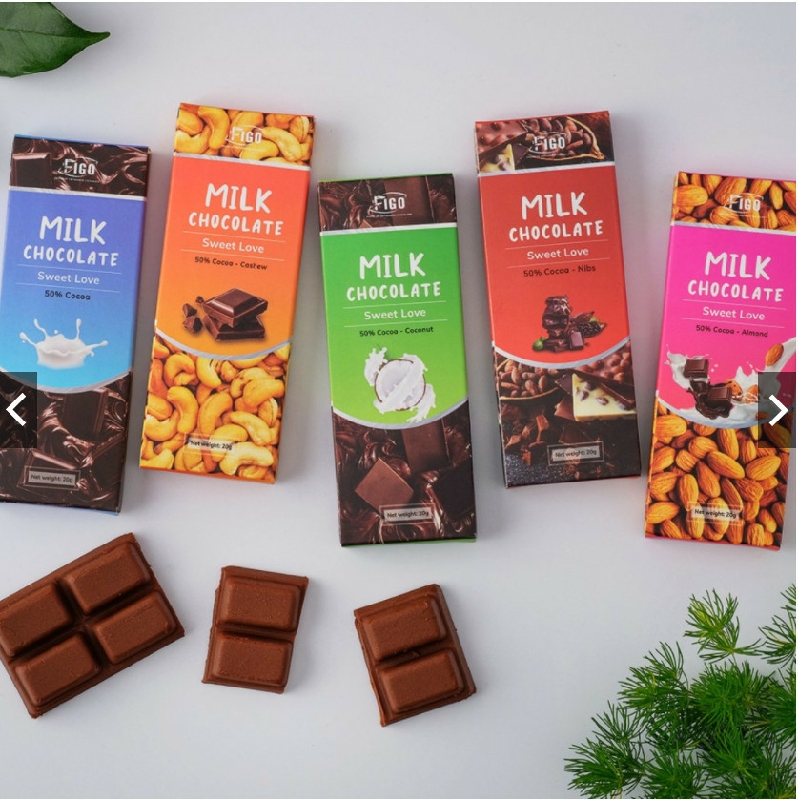 FIGO
MILK
CHOCOLATE
Sweet Love
50% Cocoa
Net weight: 20g
FIGO
MILK
CHOCOLATE
Sweet Love
50% Cocoa - Cashew
Net weight: 20g
FIGO
MILK
CHOCOLATE
Sweet Love
50% Cocoa - Coconut
Net weight: 20g
FIGO
MILK
CHOCOLATE
Sweet Love
50% Cocoa - Nibs
Net weight: 20g
FIGO
MILK
CHOCOLATE
Sweet Love
50% Cocoa - Almond
Net weight: 20g